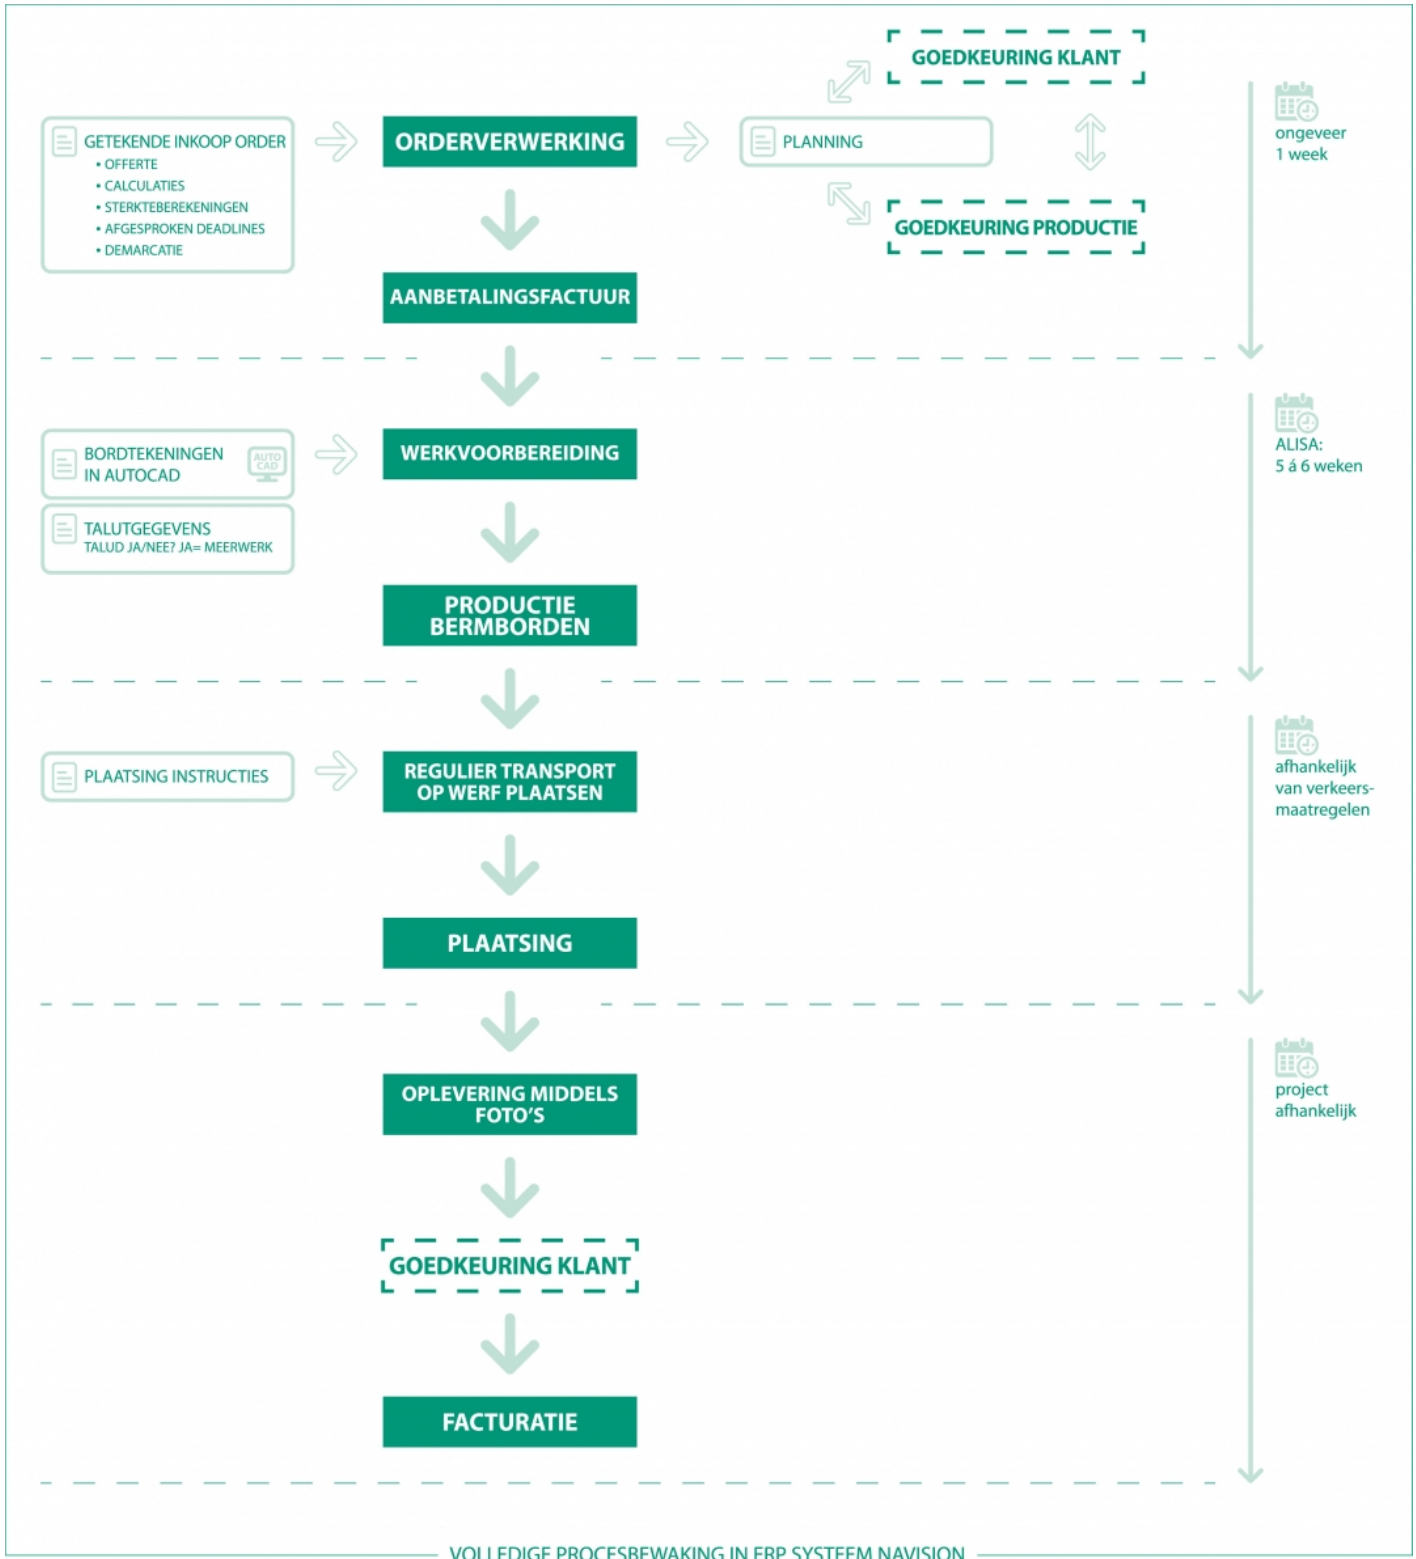 GOEDKEURING KLANT
GETEKENDE INKOOP ORDER
• OFFERTE
• CALCULATIES
• STERKTEBEREKENINGEN
• AFGESPROKEN DEADLINES
• DEMARCATIE
ORDERVERWERKING
PLANNING
ongeveer
1 week
GOEDKEURING PRODUCTIE
AANBETALINGSFACTUUR
BORDTEKENINGEN
IN AUTOCAD
AUTO
CAD
WERKVOORBEREIDING
ALISA:
5 á 6 weken
TALUTGEGEVENS
TALUD JA/NEE? JA= MEERWERK
PRODUCTIE
BERMBORDEN
PLAATSING INSTRUCTIES
REGULIER TRANSPORT
OP WERF PLAATSEN
afhankelijk
van verkeers-
maatregelen
PLAATSING
OPLEVERING MIDDELS
FOTO'S
project
afhankelijk
GOEDKEURING KLANT
FACTURATIE
VOLLEDIGE PROCESBEWAKING IN ERP SYSTEEM NAVISION